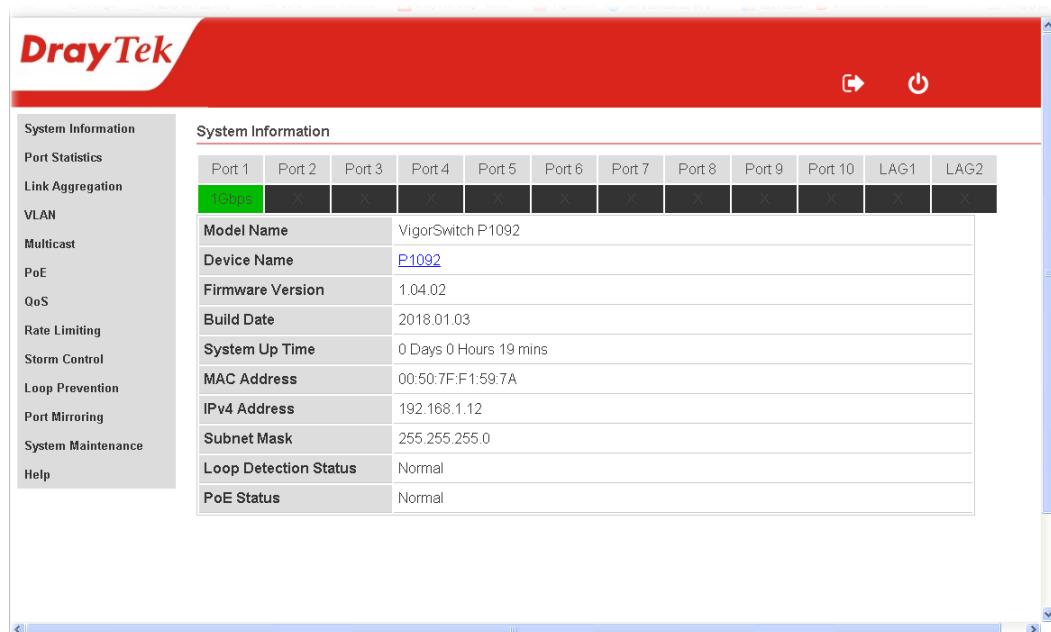 DrayTek
System Information
Port Statistics
Link Aggregation
VLAN
Multicast
PoE
QoS
Rate Limiting
Storm Control
Loop Prevention
Port Mirroring
System Maintenance
Help
System Information
Port 1 Port 2 Port 3 Port 4 Port 5 Port 6 Port 7 Port 8 Port 9 Port 10 LAG1 LAG2
1Gbps X X X X X X X X X X X
Model Name VigorSwitch P1092
Device Name P1092
Firmware Version 1.04.02
Build Date 2018.01.03
System Up Time 0 Days 0 Hours 19 mins
MAC Address 00:50:7F:F1:59:7A
IPv4 Address 192.168.1.12
Subnet Mask 255.255.255.0
Loop Detection Status Normal
PoE Status Normal